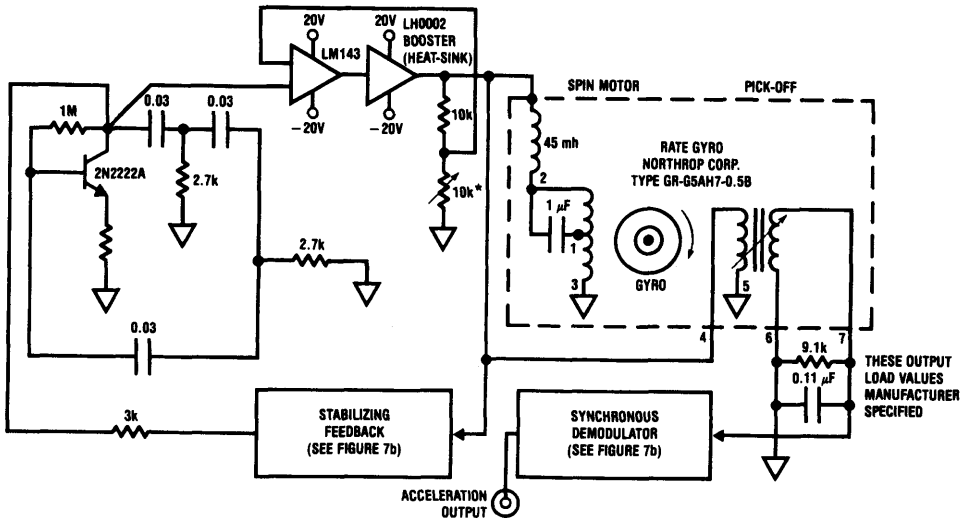 20V
20V
LH0002
BOOSTER
(HEAT-SINK)
LM143
−20V
−20V
1M
0.03
0.03
2N2222A
2.7k
2.7k
0.03
10k
10k*
SPIN MOTOR
PICK-OFF
45 mh
2
1 µF
1
3
RATE GYRO
NORTHROP CORP.
TYPE GR-G5AH7-0.5B
GYRO
5
4
6
7
9.1k
0.11 µF
THESE OUTPUT
LOAD VALUES
MANUFACTURER
SPECIFIED
3k
STABILIZING
FEEDBACK
(SEE FIGURE 7b)
SYNCHRONOUS
DEMODULATOR
(SEE FIGURE 7b)
ACCELERATION
OUTPUT